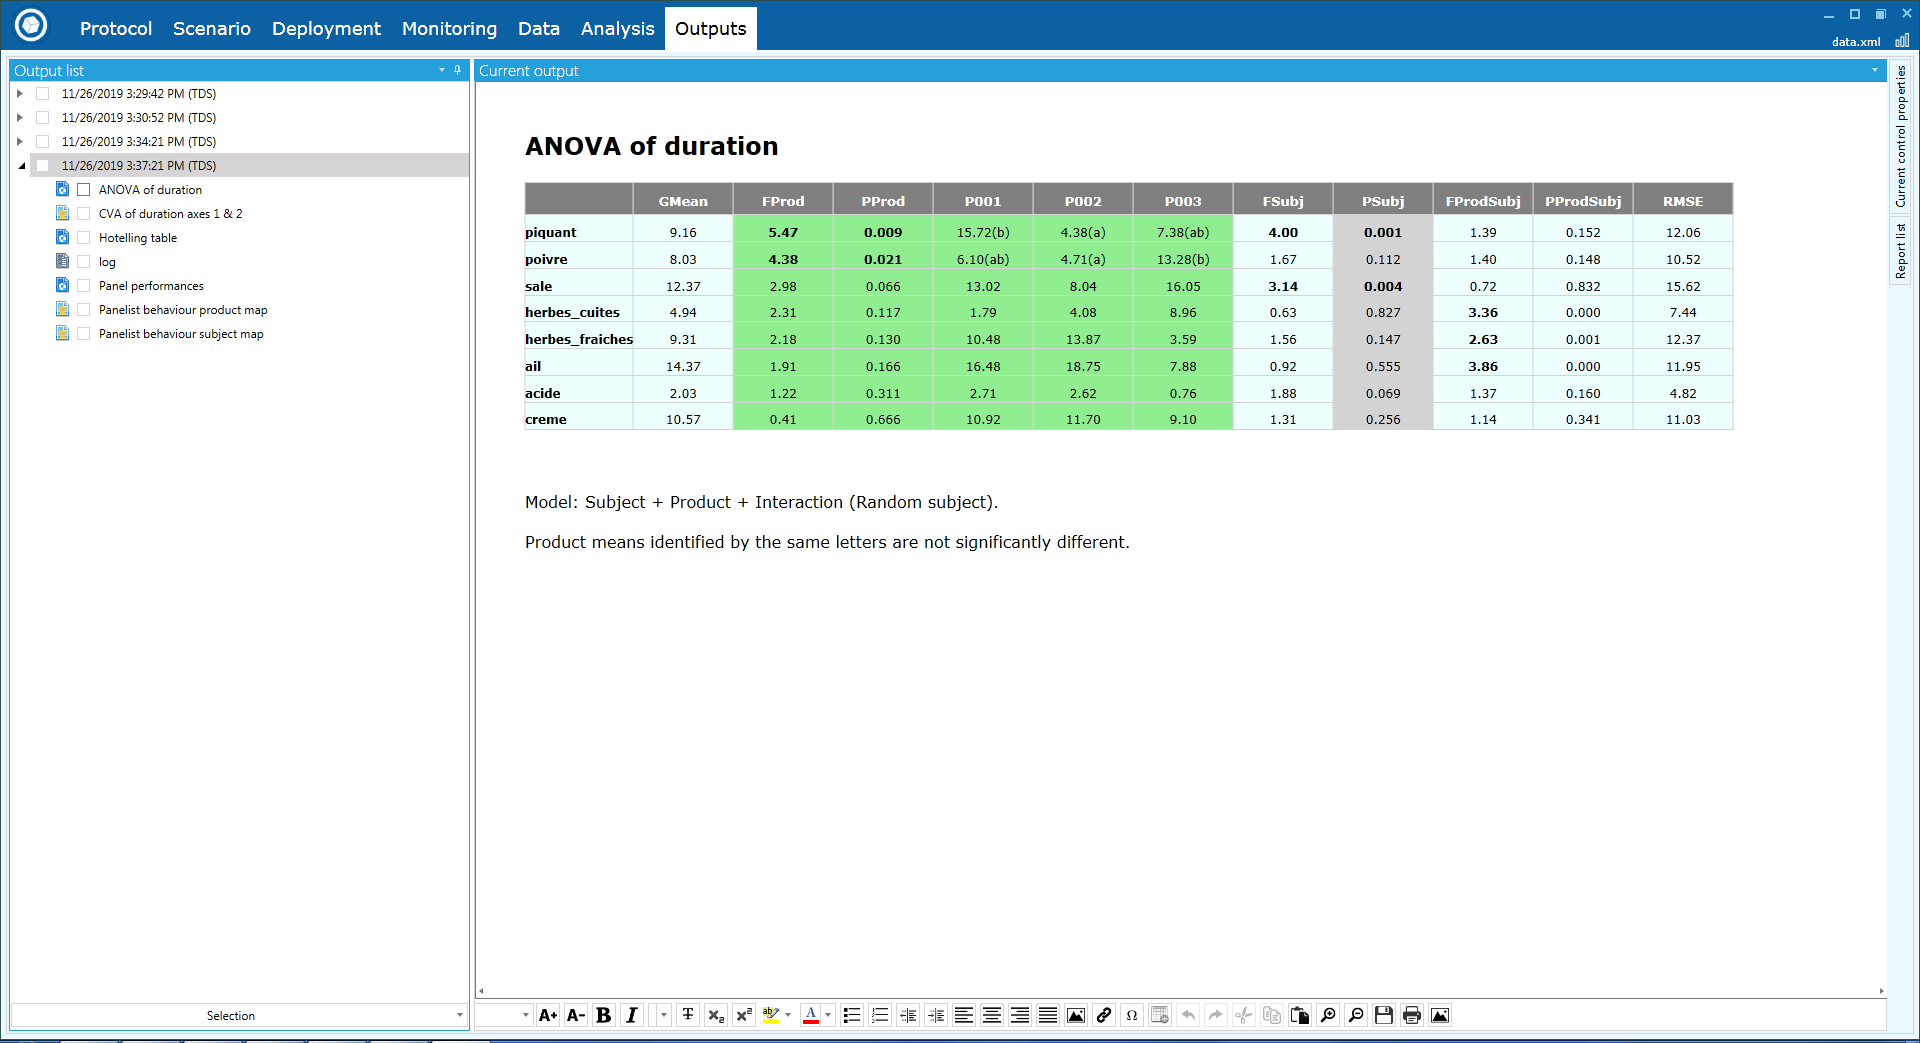 Protocol Scenario Deployment Monitoring Data Analysis Outputs
data.xml
Output list
11/26/2019 3:29:42 PM (TDS)
11/26/2019 3:30:52 PM (TDS)
11/26/2019 3:34:21 PM (TDS)
11/26/2019 3:37:21 PM (TDS)
ANOVA of duration
CVA of duration axes 1 & 2
Hotelling table
log
Panel performances
Panelist behaviour product map
Panelist behaviour subject map
Selection
Current output
ANOVA of duration
GMean FProd PProd P001 P002 P003 FSubj PSubj FProdSubj PProdSubj RMSE
piquant 9.16 5.47 0.009 15.72(b) 4.38(a) 7.38(ab) 4.00 0.001 1.39 0.152 12.06
poivre 8.03 4.38 0.021 6.10(ab) 4.71(a) 13.28(b) 1.67 0.112 1.40 0.148 10.52
sale 12.37 2.98 0.066 13.02 8.04 16.05 3.14 0.004 0.72 0.832 15.62
herbes_cuites 4.94 2.31 0.117 1.79 4.08 8.96 0.63 0.827 3.36 0.000 7.44
herbes_fraiches 9.31 2.18 0.130 10.48 13.87 3.59 1.56 0.147 2.63 0.001 12.37
ail 14.37 1.91 0.166 16.48 18.75 7.88 0.92 0.555 3.86 0.000 11.95
acide 2.03 1.22 0.311 2.71 2.62 0.76 1.88 0.069 1.37 0.160 4.82
creme 10.57 0.41 0.666 10.92 11.70 9.10 1.31 0.256 1.14 0.341 11.03
Model: Subject + Product + Interaction (Random subject).
Product means identified by the same letters are not significantly different.
A+ A- B I T x₂ x² ab A Ω
Current control properties
Report list